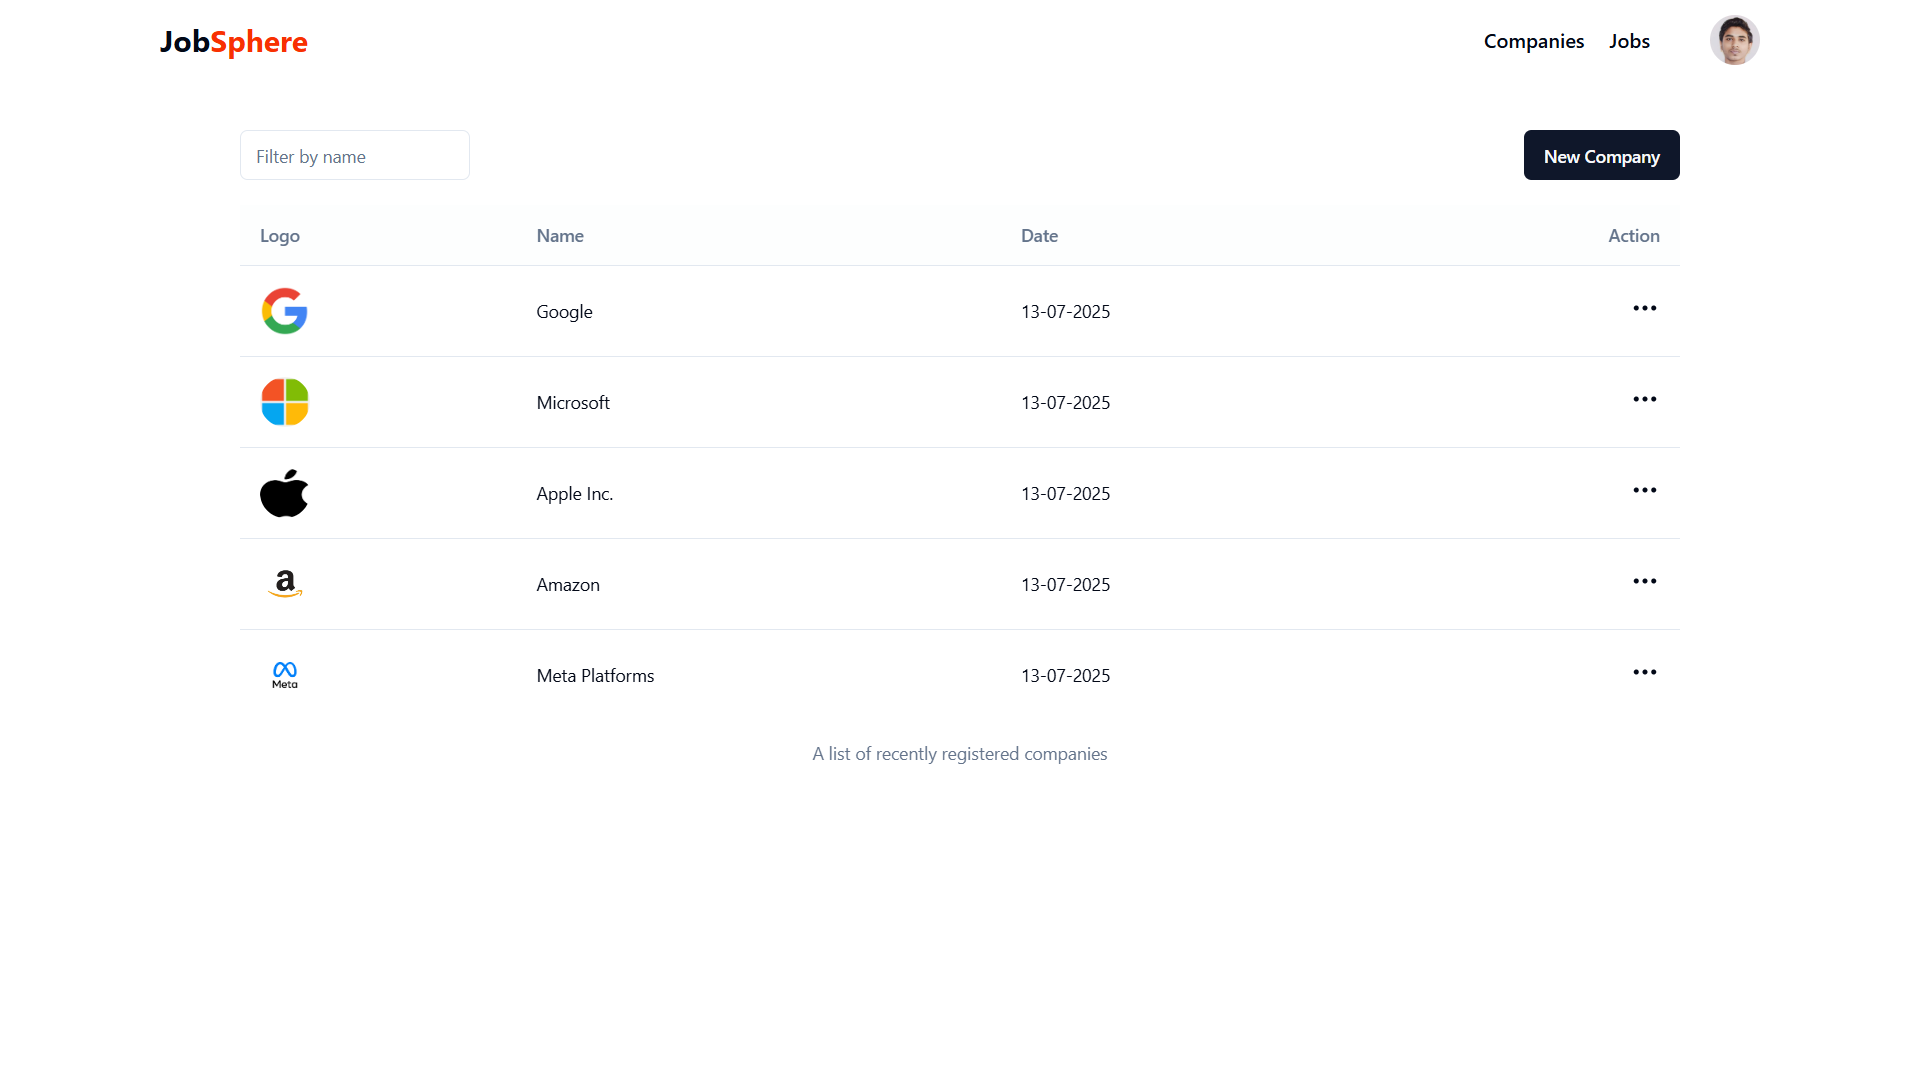 JobSphere
Companies Jobs
Filter by name
New Company
Logo Name Date Action
Google 13-07-2025
Microsoft 13-07-2025
Apple Inc. 13-07-2025
a Amazon 13-07-2025
Meta Meta Platforms 13-07-2025
A list of recently registered companies